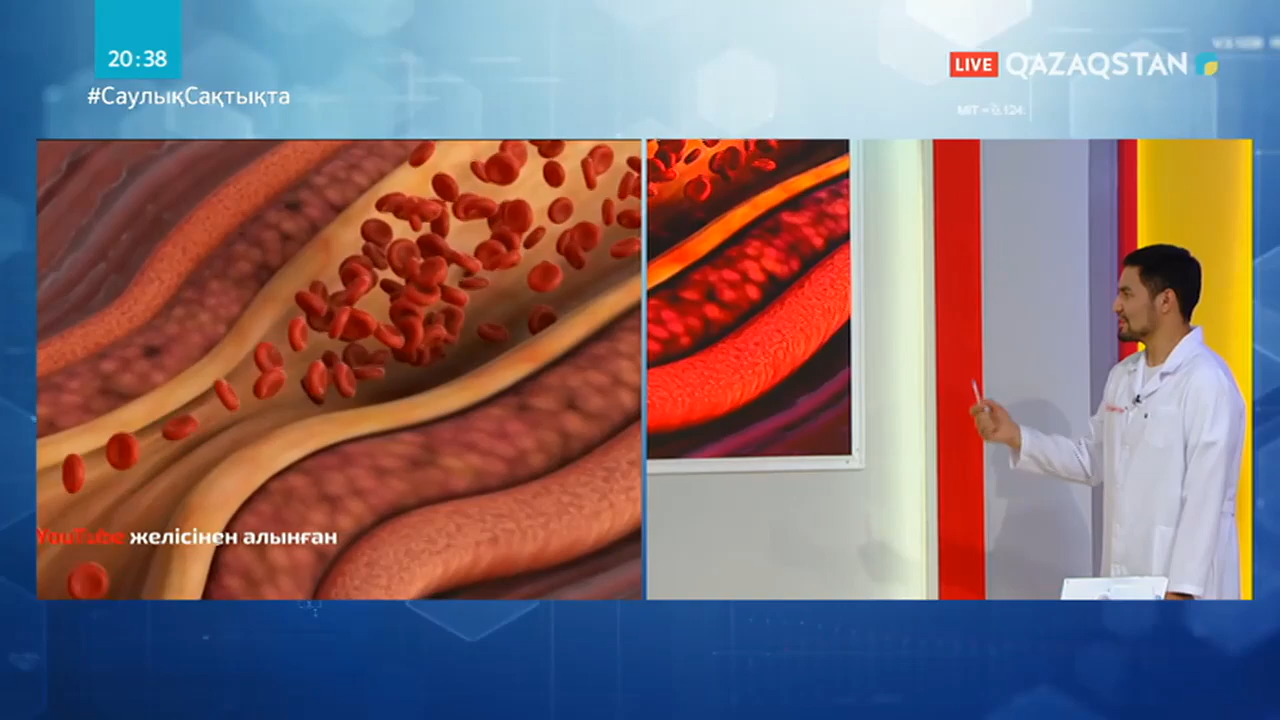 20:38
#СаулықСақтықта
LIVE QAZAQSTAN
YouTube желісінен алынған